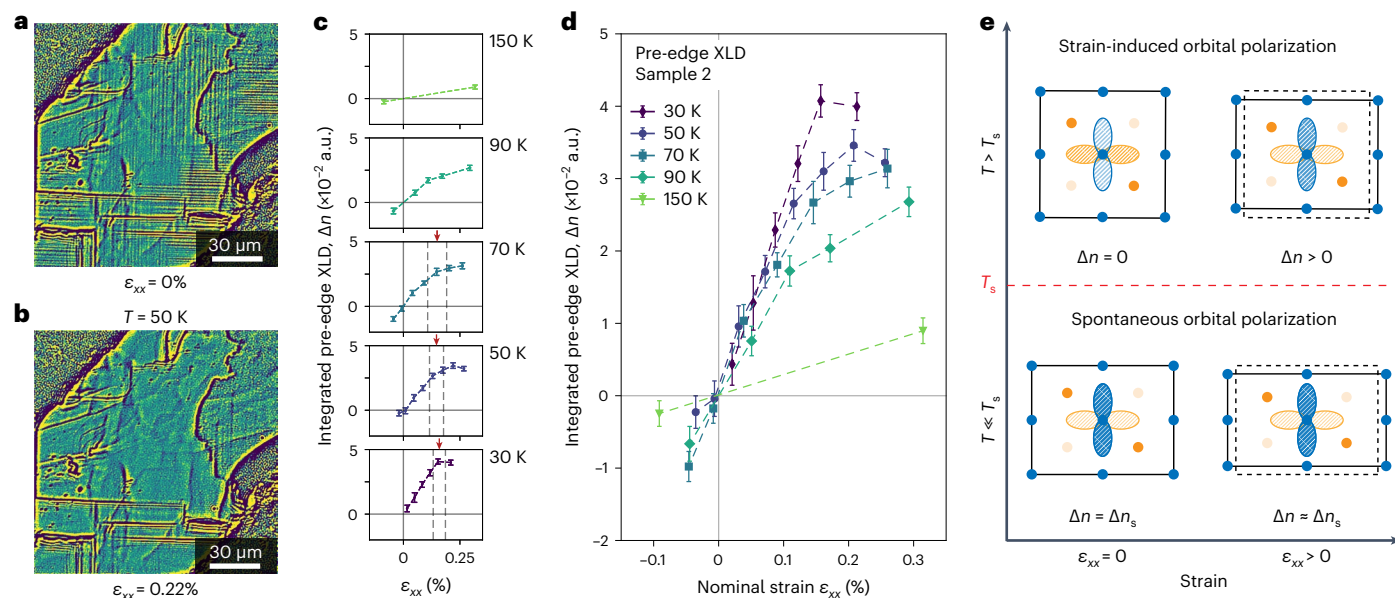 a
30 μm
εxx = 0%
b
T = 50 K
30 μm
εxx = 0.22%
c
Integrated pre-edge XLD, Δn (×10⁻² a.u.)
5
0
150 K
5
0
90 K
5
0
70 K
5
0
50 K
5
0
30 K
0
0.25
εxx (%)
d
Integrated pre-edge XLD, Δn (×10⁻² a.u.)
5
4
3
2
1
0
−1
−2
Pre-edge XLD
Sample 2
30 K
50 K
70 K
90 K
150 K
−0.1
0
0.1
0.2
0.3
Nominal strain εxx (%)
e
Strain-induced orbital polarization
T > Ts
Δn = 0
Δn > 0
Ts
Spontaneous orbital polarization
T ≪ Ts
Δn = Δns
Δn ≈ Δns
εxx = 0
εxx > 0
Strain